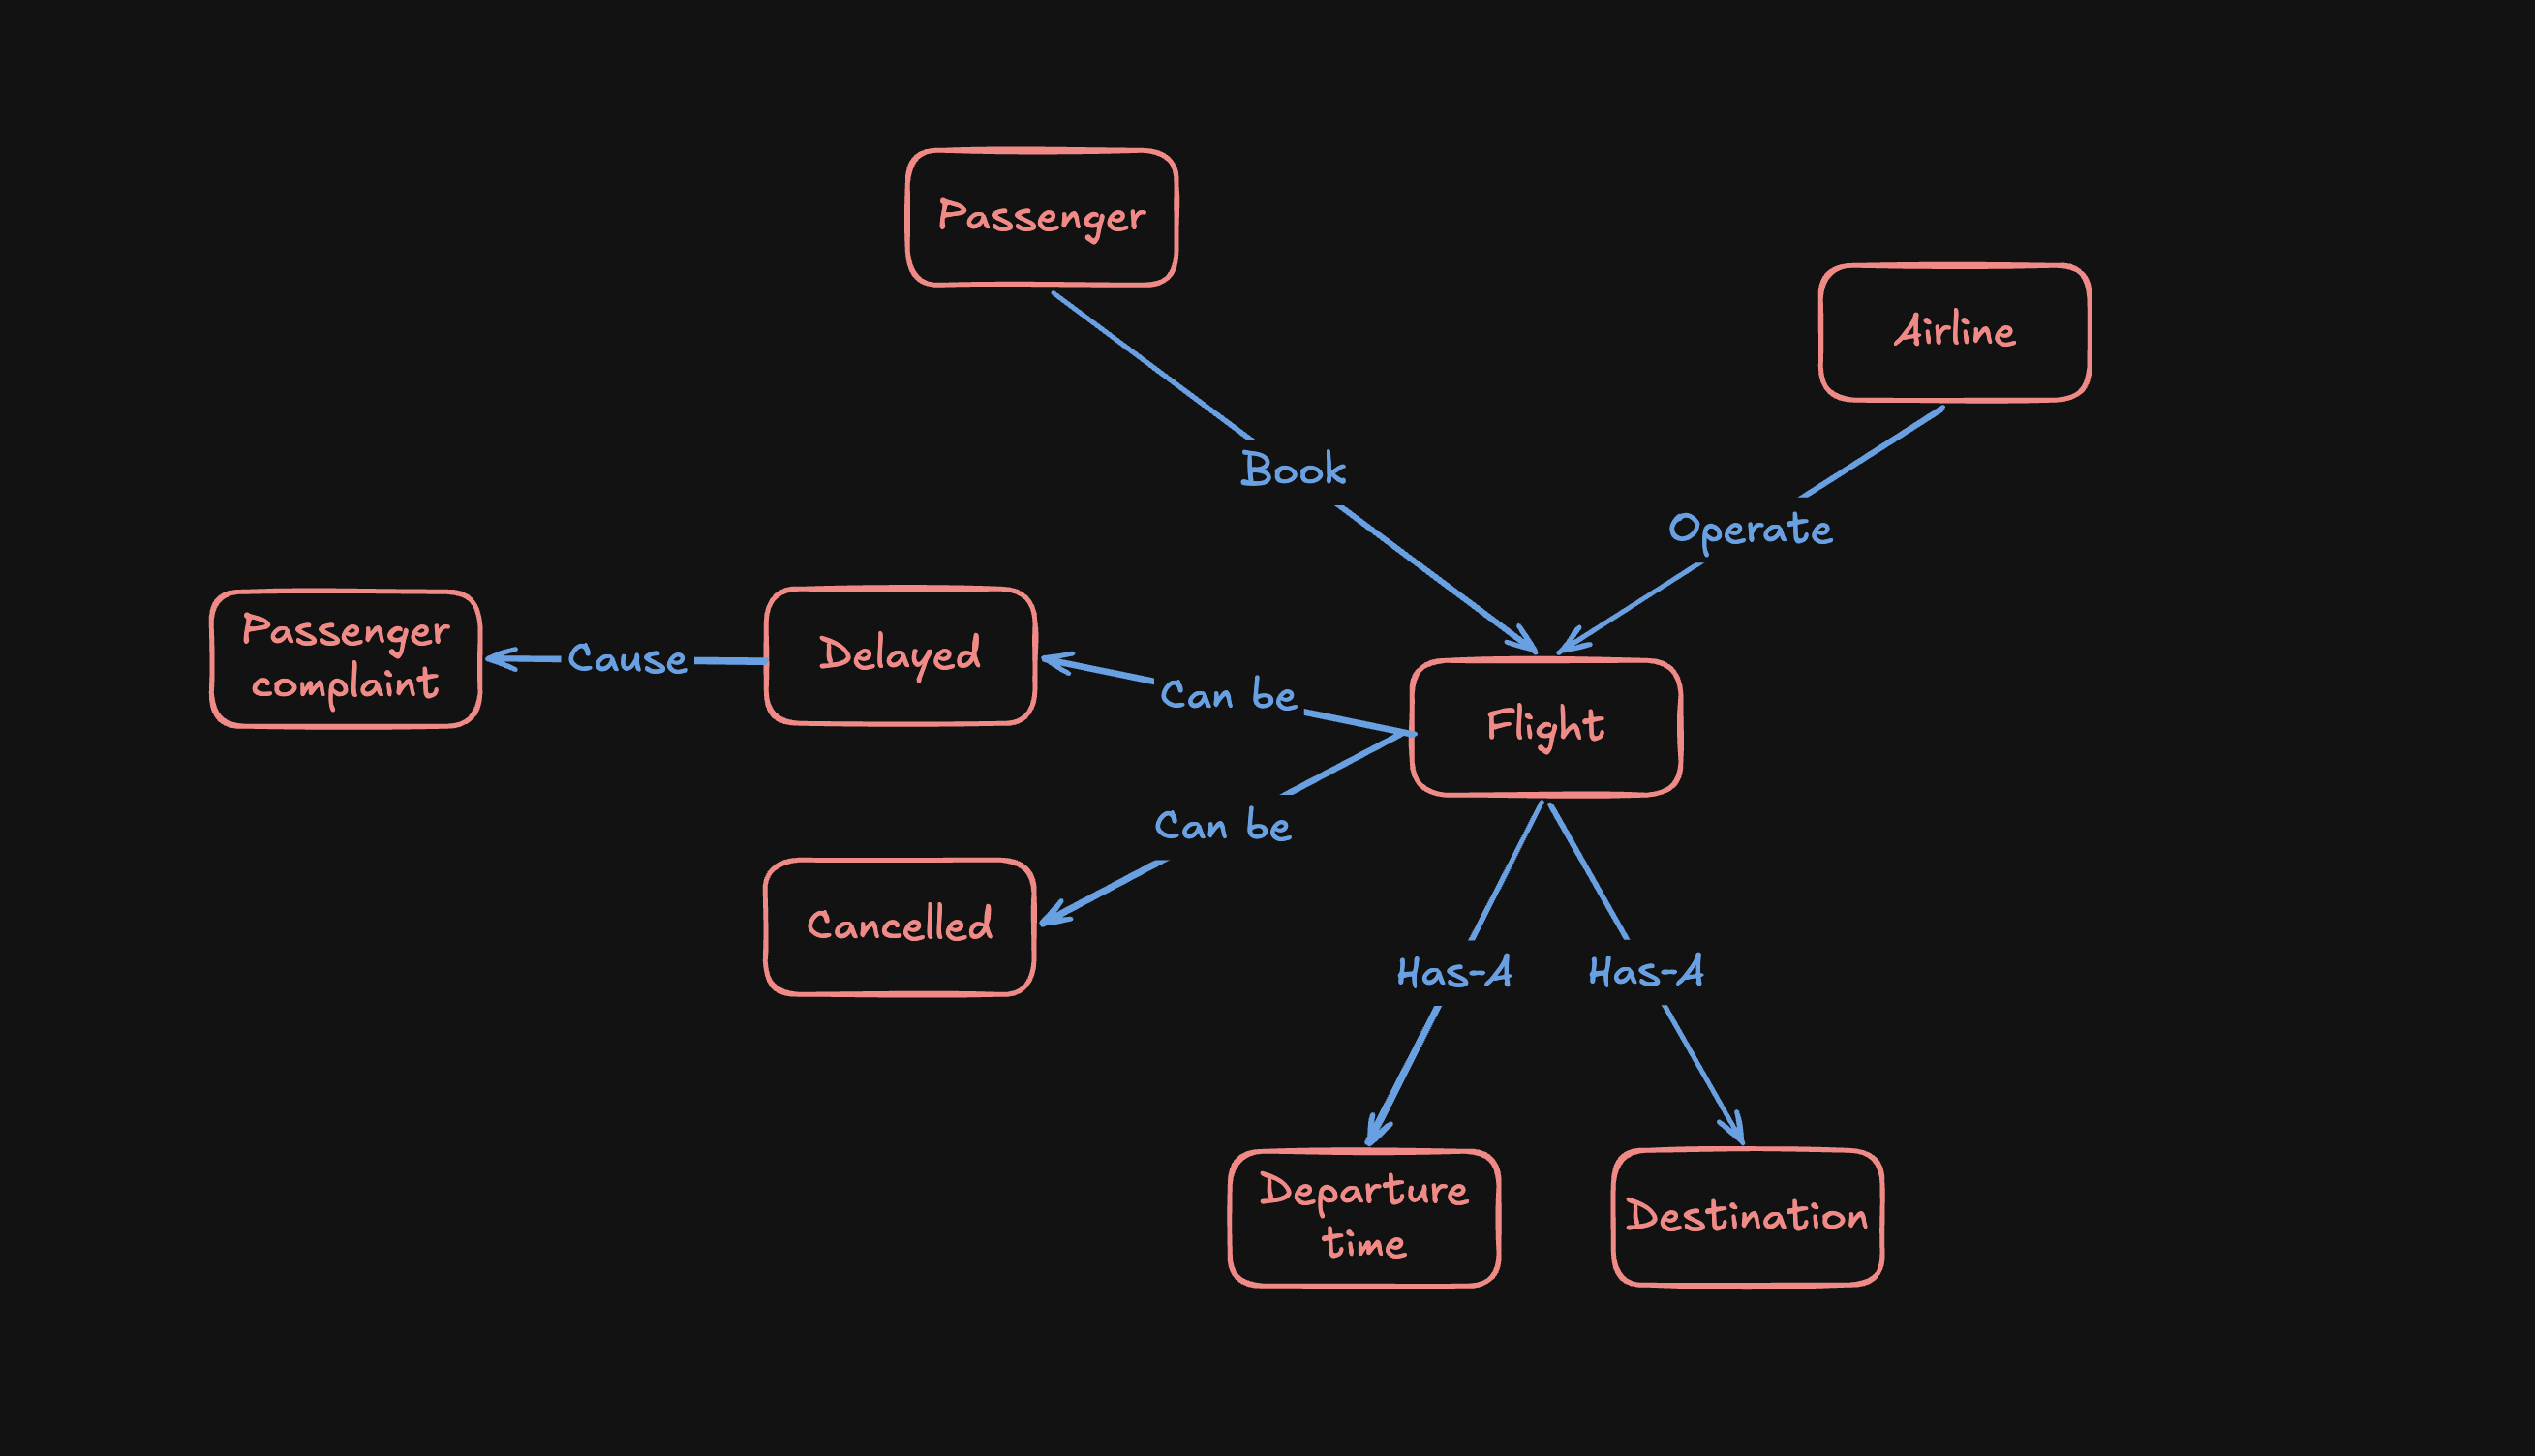 Passenger
Airline
Book
Operate
Passenger
complaint
Cause
Delayed
Can be
Flight
Can be
Cancelled
Has-A
Has-A
Departure
time
Destination